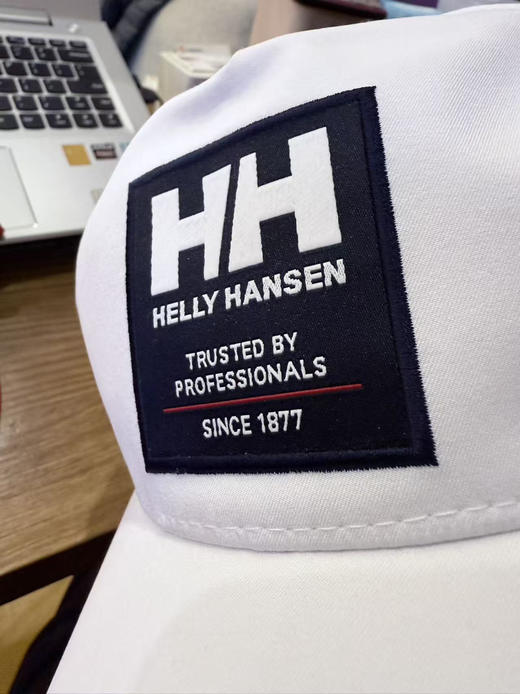 HH
HELLY HANSEN
TRUSTED BY
PROFESSIONALS
SINCE 1877